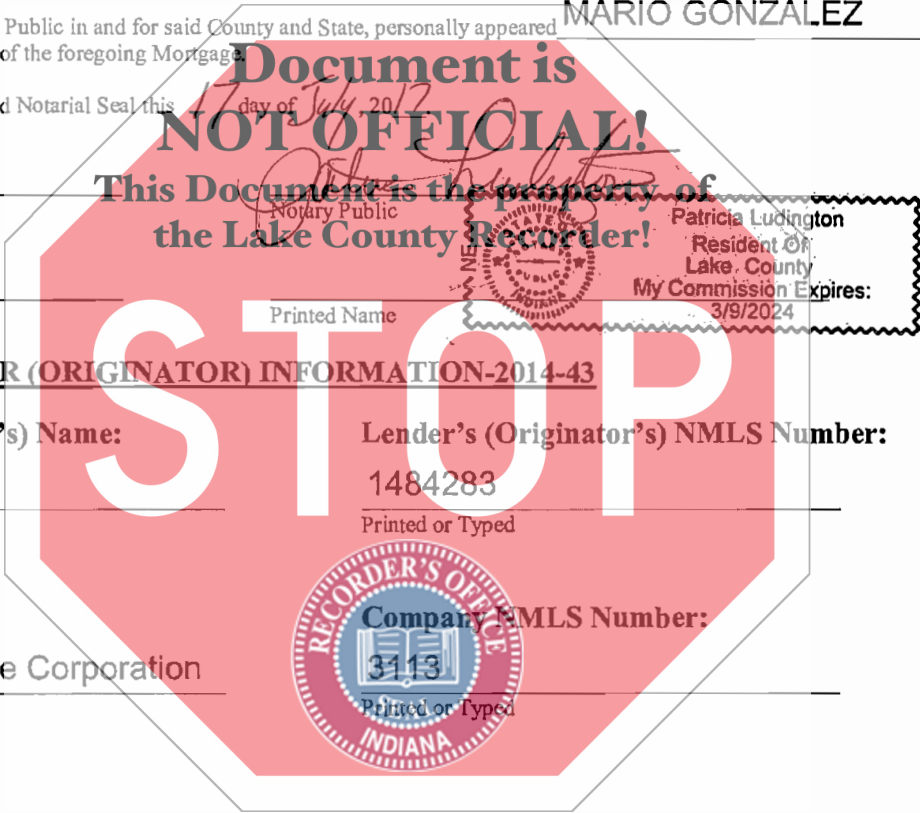 Public in and for said County and State, personally appeared MARIO GONZALEZ
of the foregoing Mortgage.
Document is
d Notarial Seal this 17 day of July, 2017
NOT OFFICIAL!
This Document is the property of
the Lake County Recorder!
Notary Public
Patricia Ludington
Resident Of
Lake County
My Commission Expires:
3/9/2024
PUBLIC
INDIANA
Printed Name
STOP
R (ORIGINATOR) INFORMATION-2014-43
's) Name: Lender's (Originator's) NMLS Number:
1484283
Printed or Typed
RECORDER'S OFFICE
Company NMLS Number:
e Corporation 3113
Printed or Typed
Seal
INDIANA